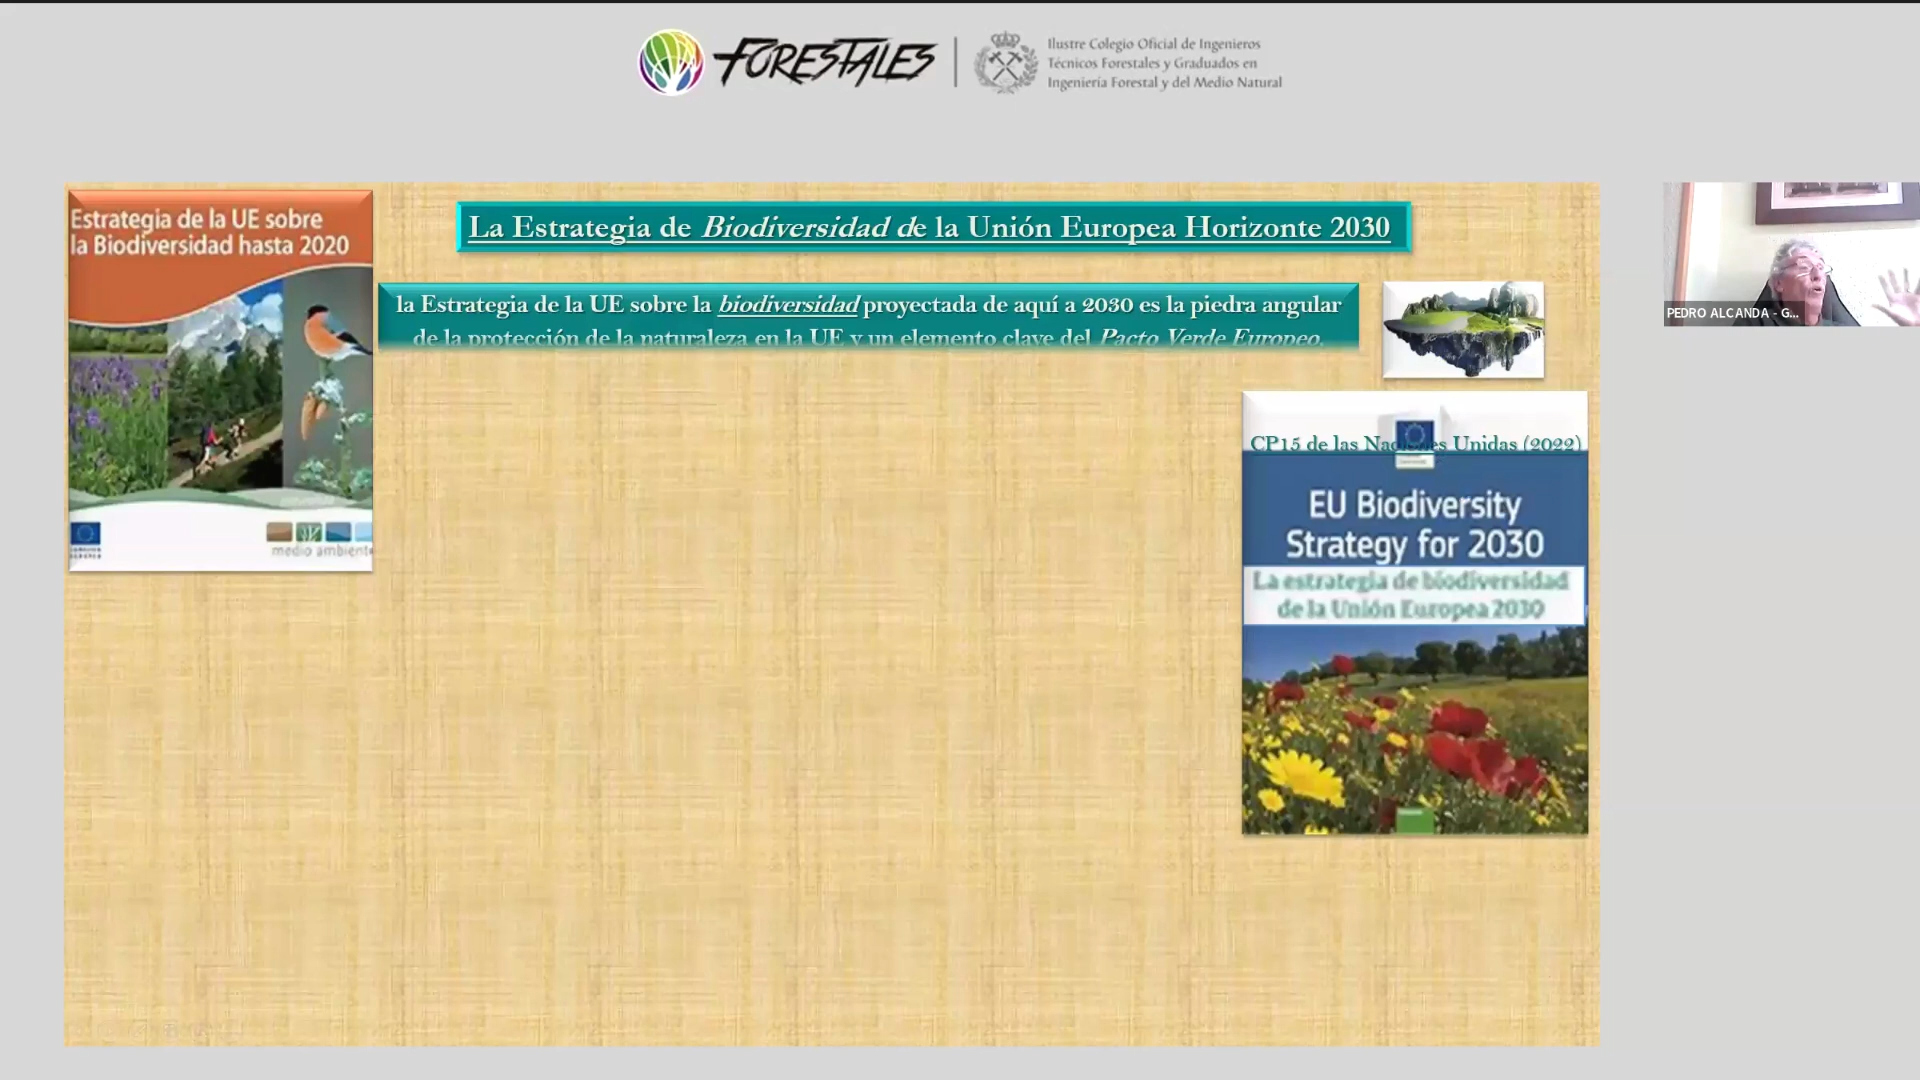 FORESTALES
Ilustre Colegio Oficial de Ingenieros
Técnicos Forestales y Graduados en
Ingeniería Forestal y del Medio Natural
Estrategia de la UE sobre
la Biodiversidad hasta 2020
medio ambiente
La Estrategia de Biodiversidad de la Unión Europea Horizonte 2030
la Estrategia de la UE sobre la biodiversidad proyectada de aquí a 2030 es la piedra angular
de la protección de la naturaleza en la UE y un elemento clave del Pacto Verde Europeo.
CP15 de las Naciones Unidas (2022)
EU Biodiversity
Strategy for 2030
La estrategia de biodiversidad
de la Unión Europea 2030
PEDRO ALCANDA - G...